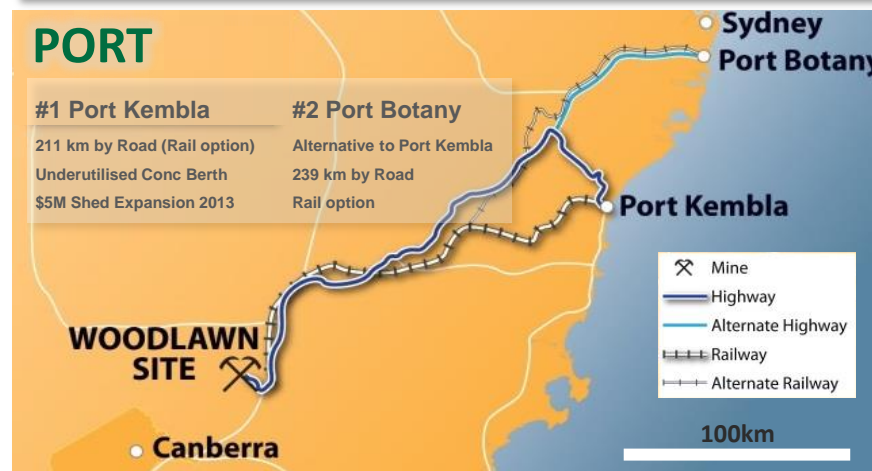 PORT
#1 Port Kembla
211 km by Road (Rail option)
Underutilised Conc Berth
$5M Shed Expansion 2013
#2 Port Botany
Alternative to Port Kembla
239 km by Road
Rail option
Sydney
Port Botany
Port Kembla
WOODLAWN
SITE
Canberra
Mine
Highway
Alternate Highway
Railway
Alternate Railway
100km